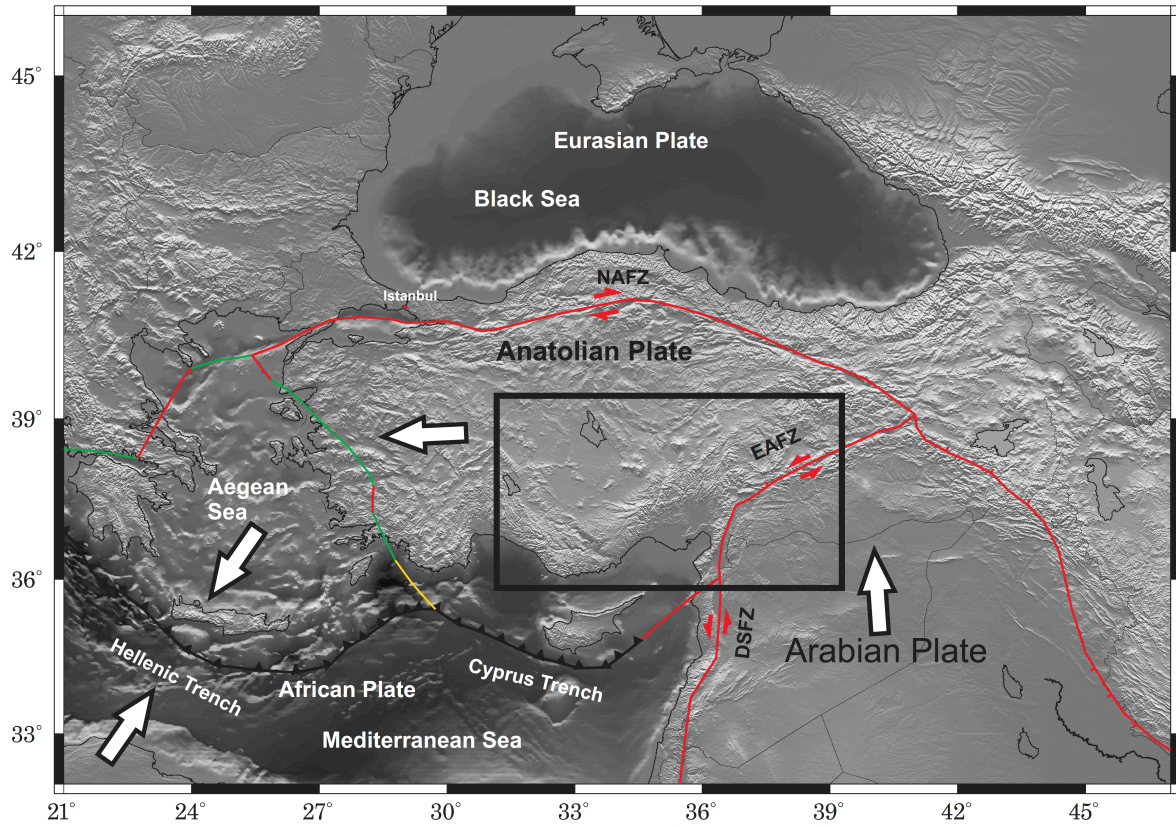 45°
42°
39°
36°
33°
Eurasian Plate
Black Sea
NAFZ
Istanbul
Anatolian Plate
EAFZ
Aegean
Sea
DSFZ
Arabian Plate
Hellenic Trench
African Plate
Cyprus Trench
Mediterranean Sea
21°
24°
27°
30°
33°
36°
39°
42°
45°